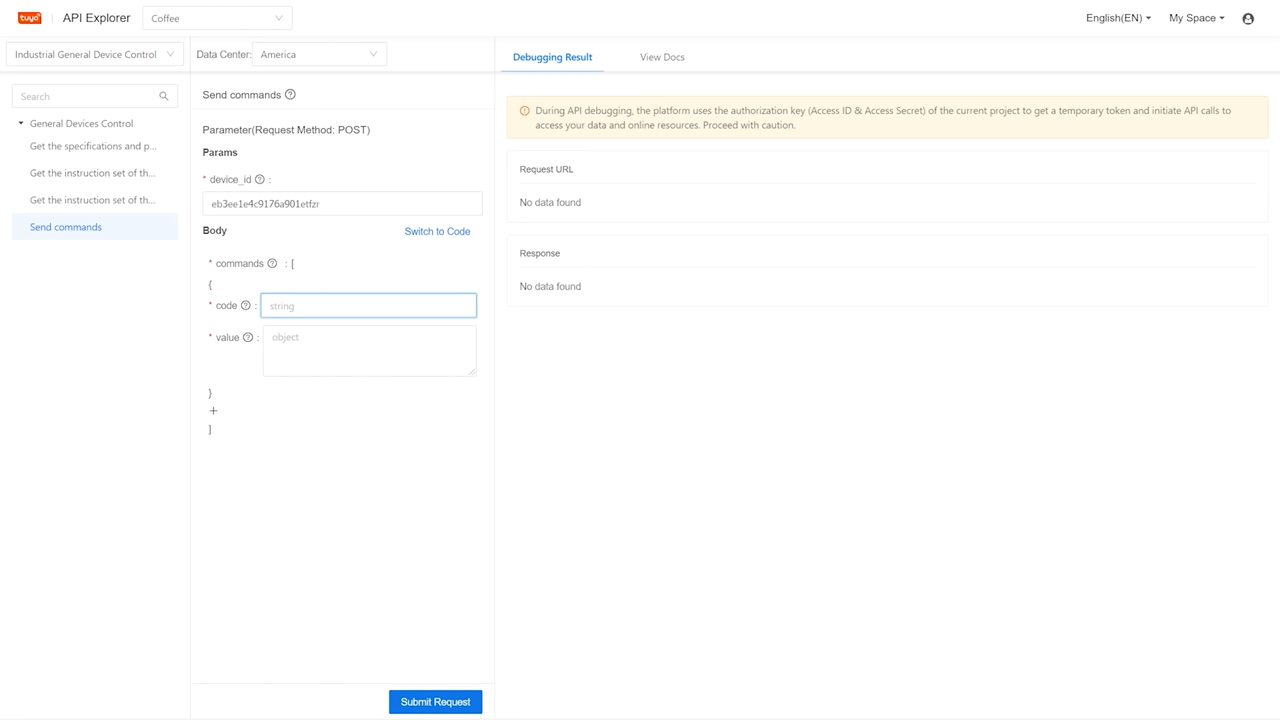 tuya
API Explorer
Coffee
English(EN)
My Space
Industrial General Device Control
Data Center:
America
Search
General Devices Control
Get the specifications and p...
Get the instruction set of th...
Get the instruction set of th...
Send commands
Send commands
Parameter(Request Method: POST)
Params
* device_id ? :
eb3ee1e4c9176a901etfzr
Body
Switch to Code
* commands ? : [
{
* code ? :
string
* value ? :
object
}
+
]
Submit Request
Debugging Result
View Docs
During API debugging, the platform uses the authorization key (Access ID & Access Secret) of the current project to get a temporary token and initiate API calls to
access your data and online resources. Proceed with caution.
Request URL
No data found
Response
No data found